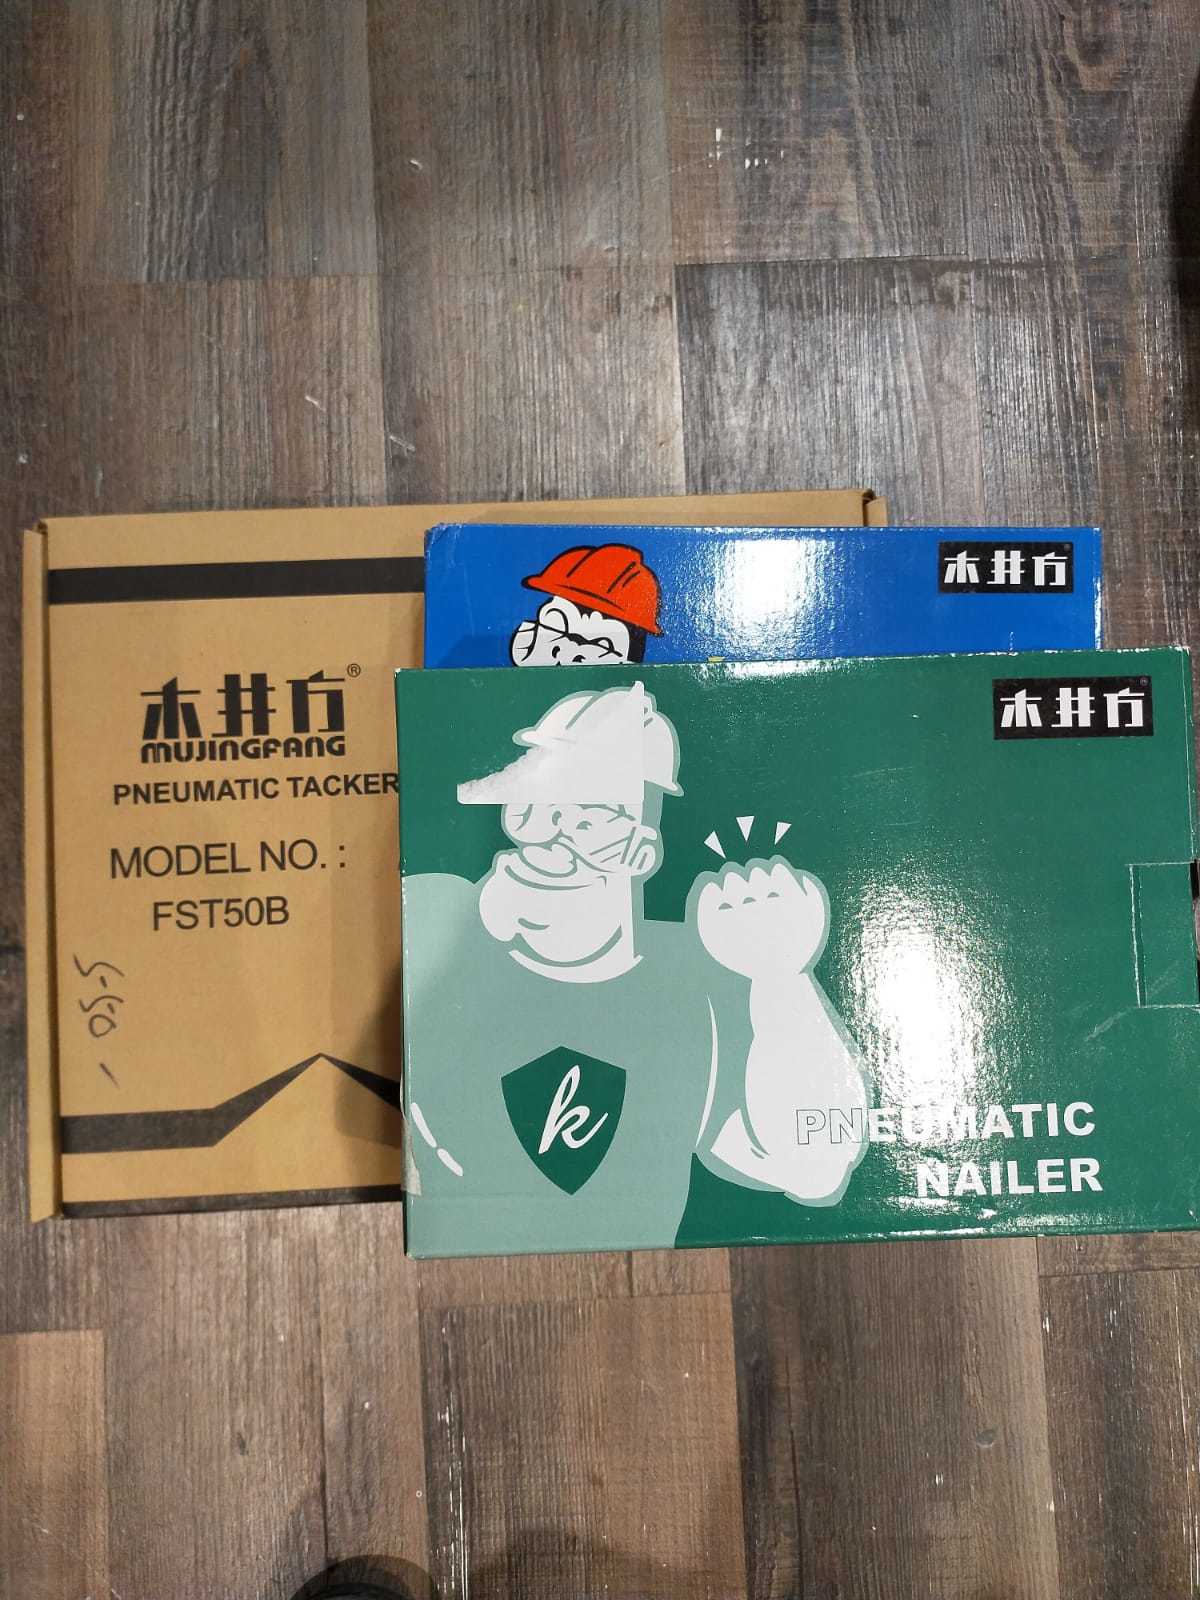 木井方®
MUJINGFANG
PNEUMATIC TACKER
MODEL NO. :
FST50B
木井方
木井方
k
PNEUMATIC
NAILER